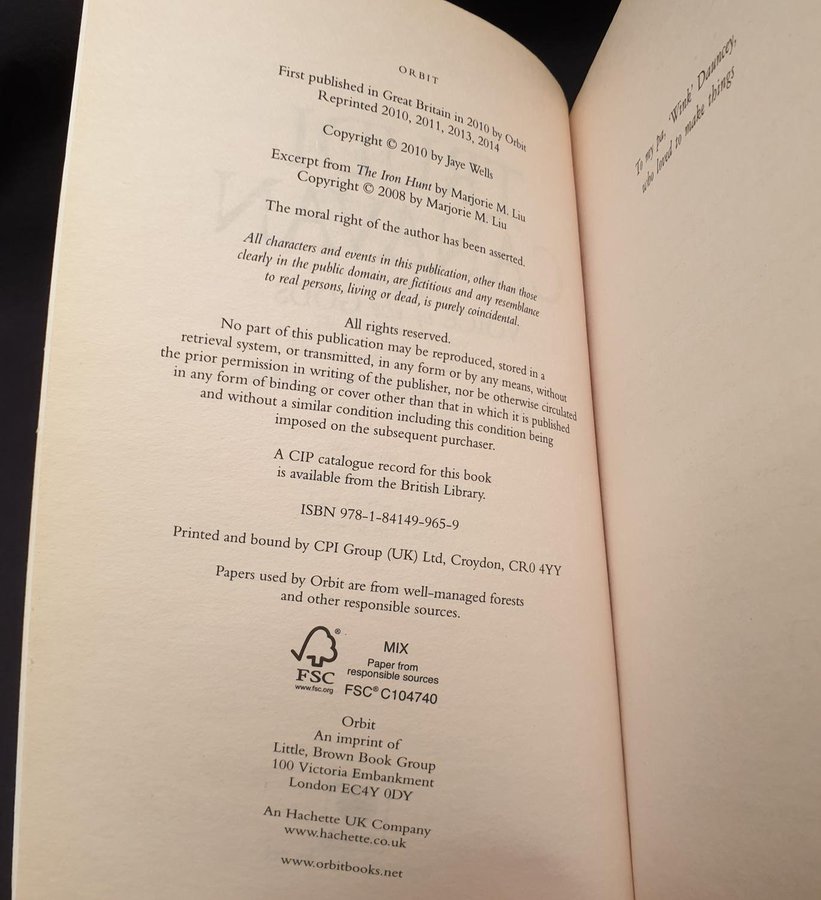 ORBIT
First published in Great Britain in 2010 by Orbit
Reprinted 2010, 2011, 2013, 2014
Copyright © 2010 by Jaye Wells
Excerpt from The Iron Hunt by Marjorie M. Liu
Copyright © 2008 by Marjorie M. Liu
The moral right of the author has been asserted.
All characters and events in this publication, other than those
clearly in the public domain, are fictitious and any resemblance
to real persons, living or dead, is purely coincidental.
All rights reserved.
No part of this publication may be reproduced, stored in a
retrieval system, or transmitted, in any form or by any means, without
the prior permission in writing of the publisher, nor be otherwise circulated
in any form of binding or cover other than that in which it is published
and without a similar condition including this condition being
imposed on the subsequent purchaser.
A CIP catalogue record for this book
is available from the British Library.
ISBN 978-1-84149-965-9
Printed and bound by CPI Group (UK) Ltd, Croydon, CR0 4YY
Papers used by Orbit are from well-managed forests
and other responsible sources.
®
FSC
www.fsc.org
MIX
Paper from
responsible sources
FSC® C104740
Orbit
An imprint of
Little, Brown Book Group
100 Victoria Embankment
London EC4Y 0DY
An Hachette UK Company
www.hachette.co.uk
www.orbitbooks.net
To my pa, 'Wink' Dauncey,
who loved to make things